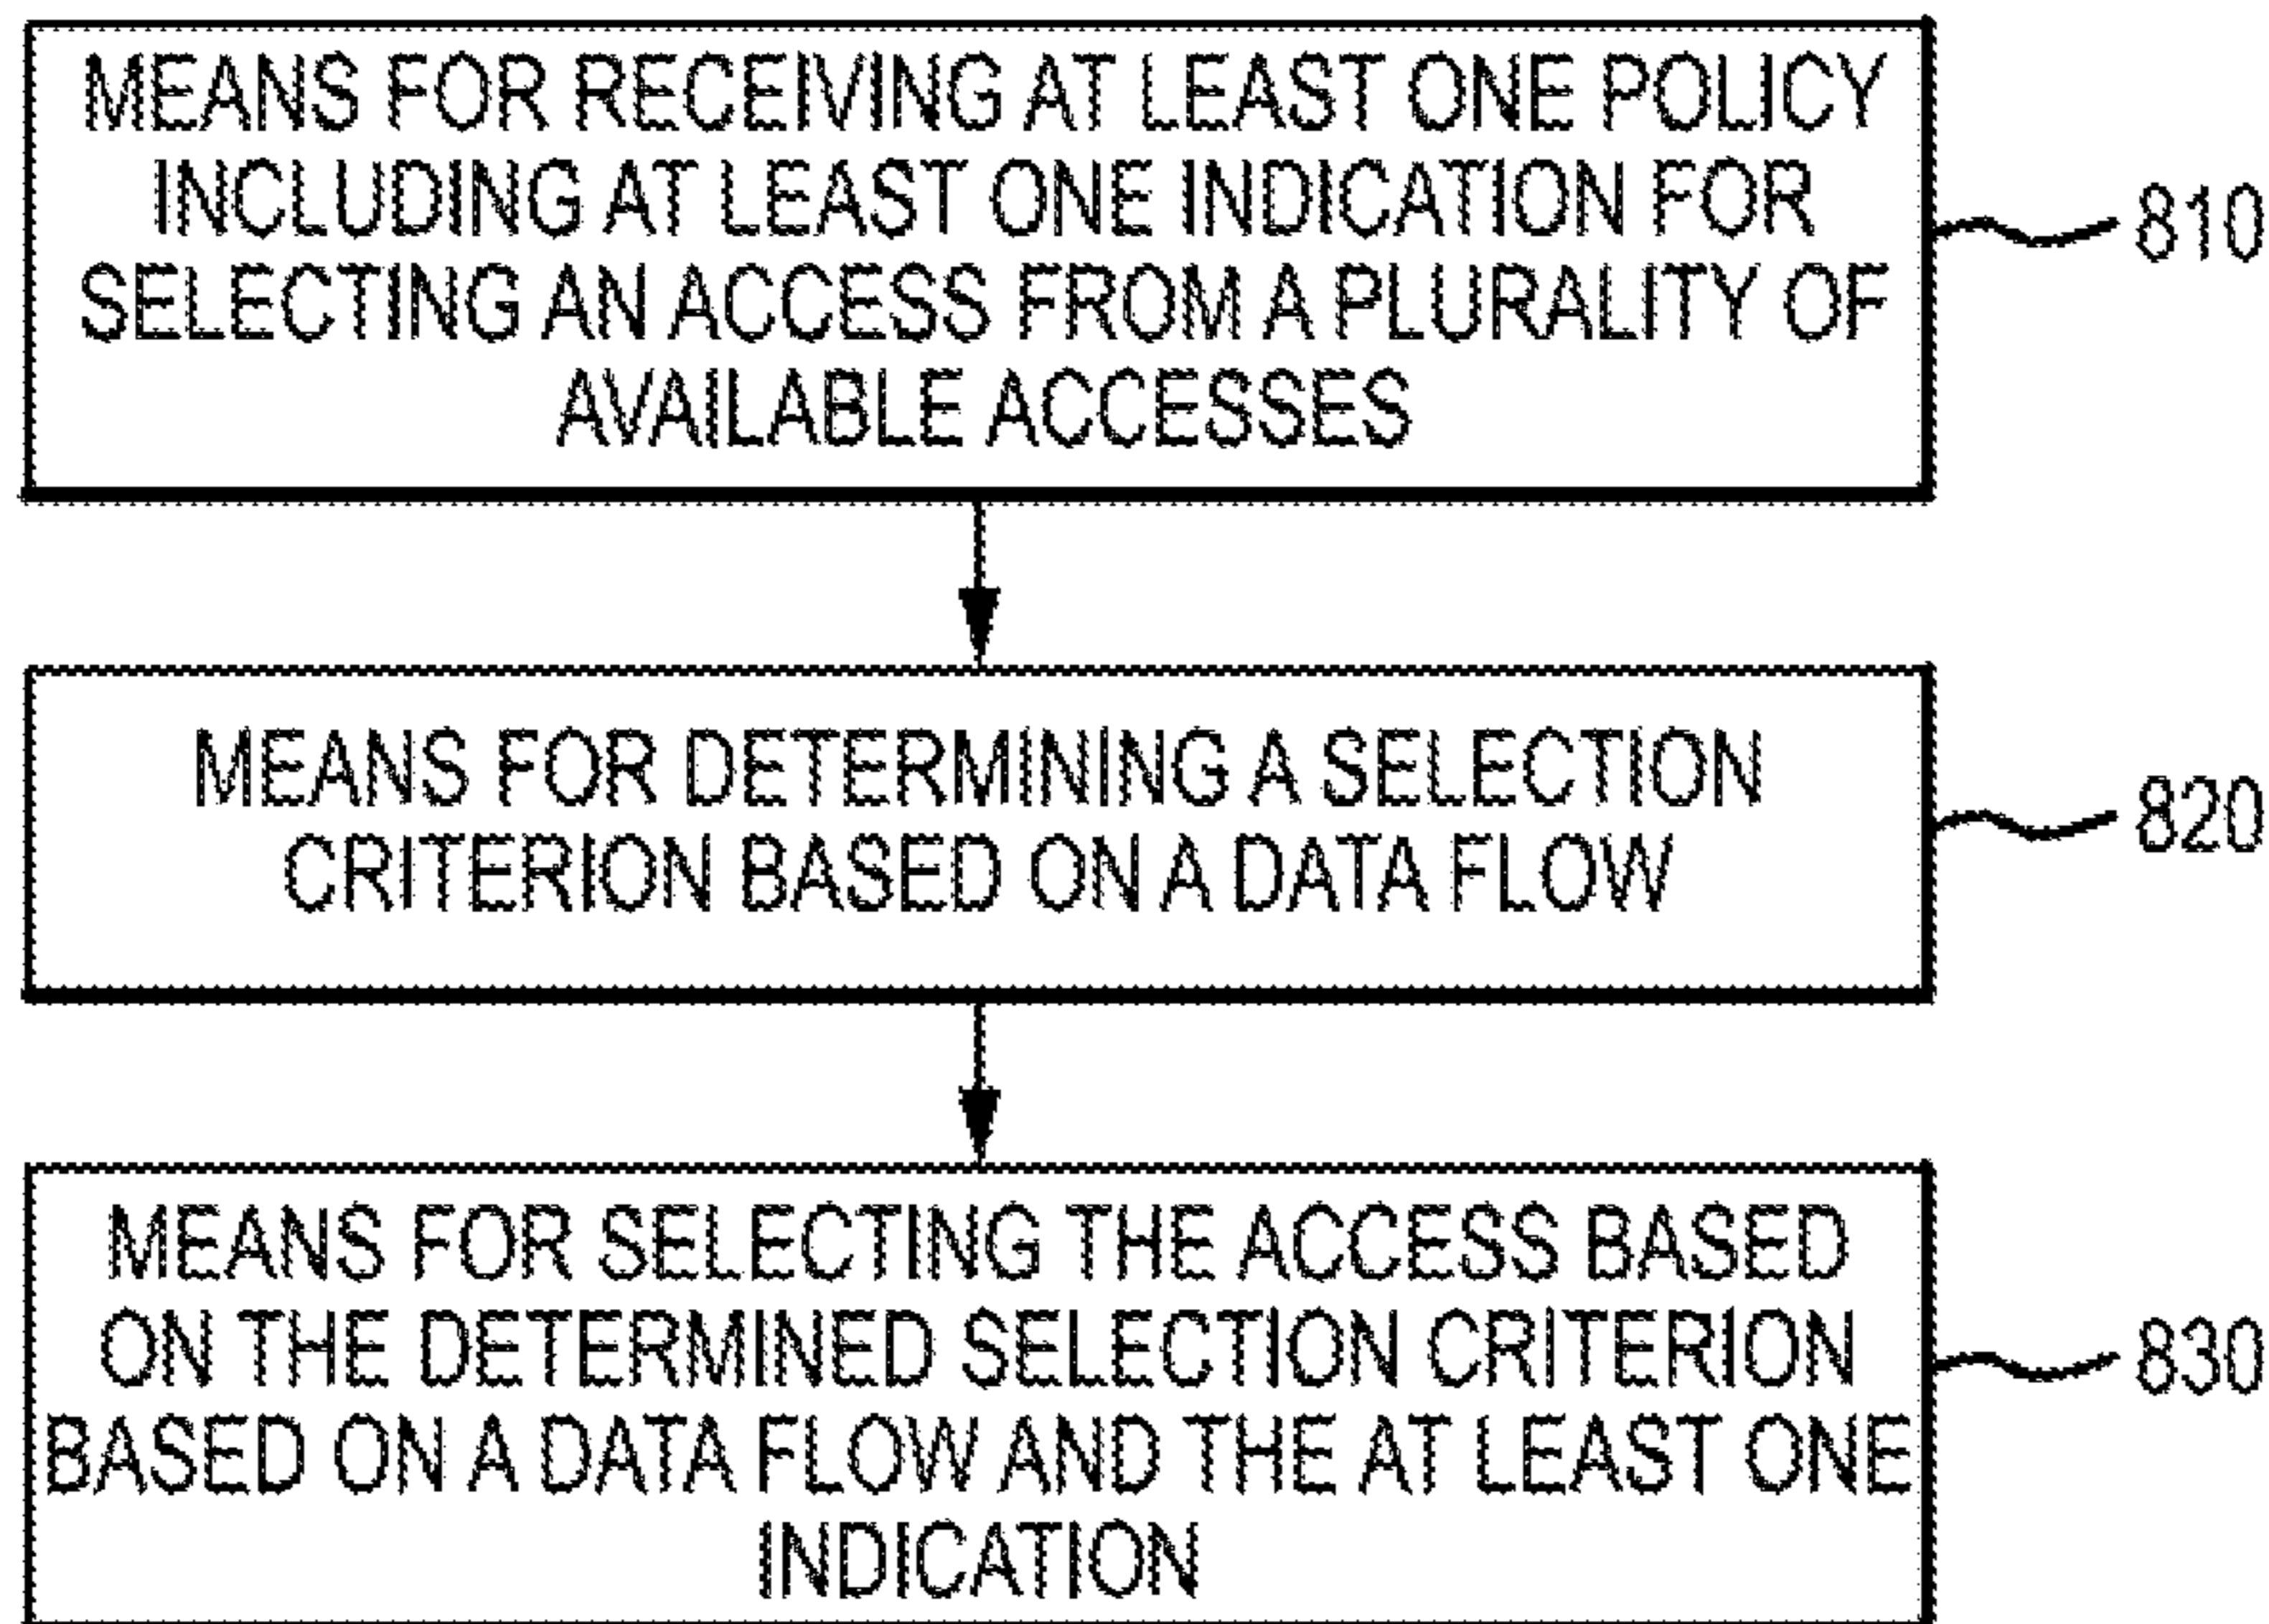 MEANS FOR RECEIVING AT LEAST ONE POLICY
INCLUDING AT LEAST ONE INDICATION FOR
SELECTING AN ACCESS FROM A PLURALITY OF
AVAILABLE ACCESSES
810
MEANS FOR DETERMINING A SELECTION
CRITERION BASED ON A DATA FLOW
820
MEANS FOR SELECTING THE ACCESS BASED
ON THE DETERMINED SELECTION CRITERION
BASED ON A DATA FLOW AND THE AT LEAST ONE
INDICATION
830